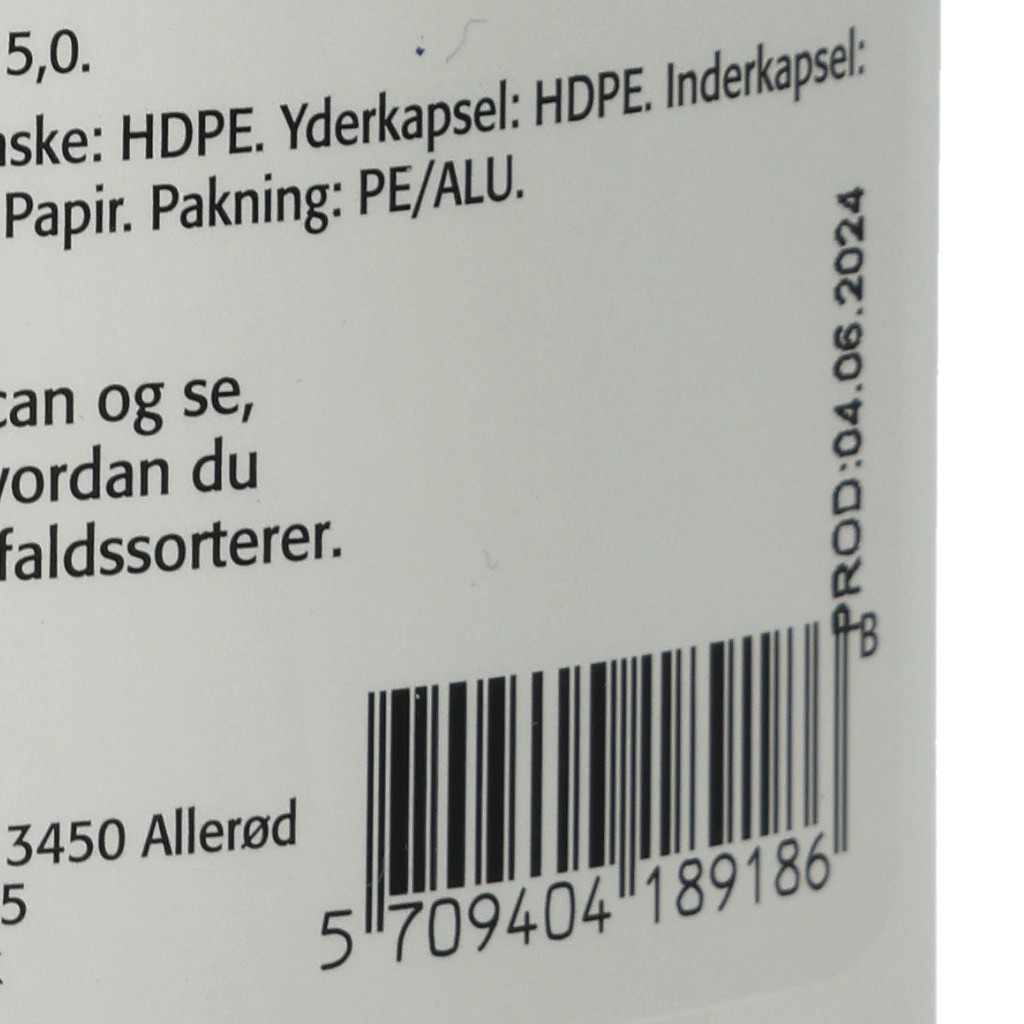 5,0.
aske: HDPE. Yderkapsel: HDPE. Inderkapsel:
Papir. Pakning: PE/ALU.
can og se,
vordan du
faldssorterer.
3450 Allerød
5
PROD:04.06.2024
B
5 709404 189186